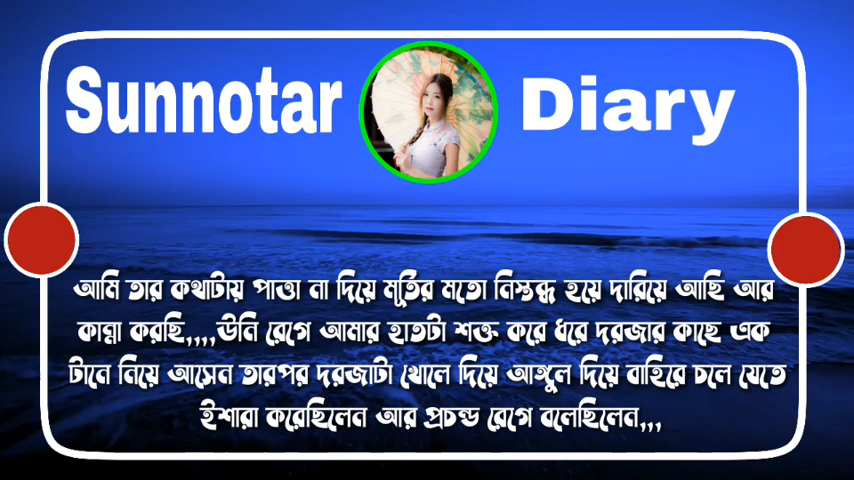 Sunnotar Diary
আমি তার কথাটায় পাত্তা না দিয়ে মূর্তির মতো নিস্তব্ধ হয়ে দারিয়ে আছি আর
কান্না করছি,,,,উনি রেগে আমার হাতটা শক্ত করে ধরে দরজার কাছে এক
টানে নিয়ে আসেন তারপর দরজাটা খোলে দিয়ে আঙ্গুল দিয়ে বাহিরে চলে যেতে
ইশারা করেছিলেন আর প্রচন্ড রেগে বলেছিলেন,,,